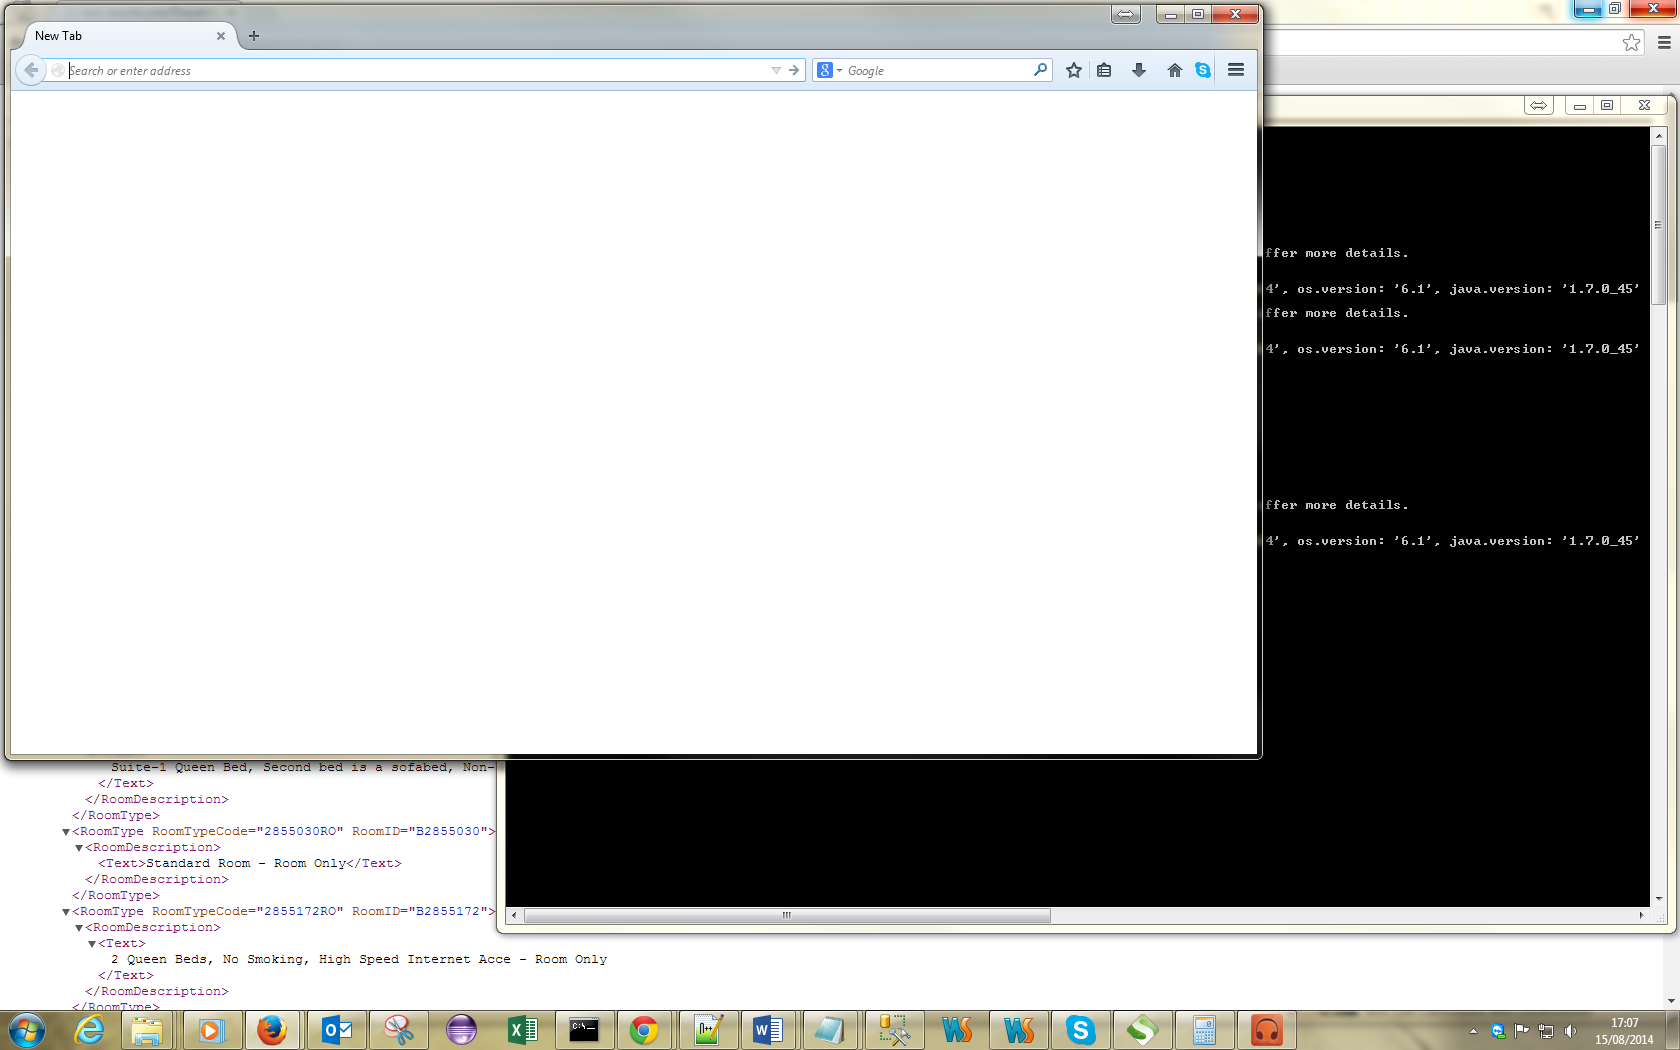 New Tab
Search or enter address
8
Google
ffer more details.
4', os.version: '6.1', java.version: '1.7.0_45'
ffer more details.
4', os.version: '6.1', java.version: '1.7.0_45'
ffer more details.
4', os.version: '6.1', java.version: '1.7.0_45'
Suite-1 Queen Bed, Second bed is a sofabed, Non-
</Text>
</RoomDescription>
</RoomType>
▼<RoomType RoomTypeCode="2855030RO" RoomID="B2855030">
▼<RoomDescription>
<Text>Standard Room - Room Only</Text>
</RoomDescription>
</RoomType>
▼<RoomType RoomTypeCode="2855172RO" RoomID="B2855172">
▼<RoomDescription>
▼<Text>
2 Queen Beds, No Smoking, High Speed Internet Acce - Room Only
</Text>
</RoomDescription>
</RoomType>
17:07
15/08/2014